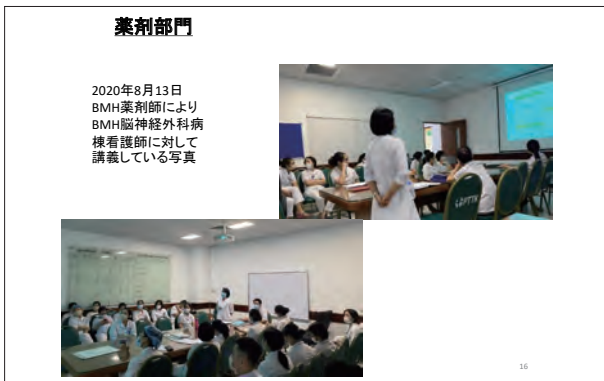 薬剤部門
2020年8月13日
BMH薬剤師により
BMH脳神経外科病
棟看護師に対して
講義している写真
16